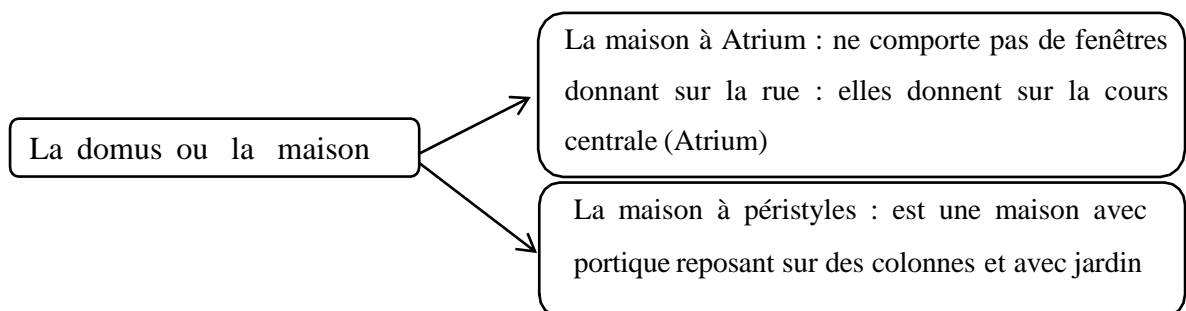 La domus ou la maison
La maison à Atrium : ne comporte pas de fenêtres
donnant sur la rue : elles donnent sur la cours
centrale (Atrium)
La maison à péristyles : est une maison avec
portique reposant sur des colonnes et avec jardin